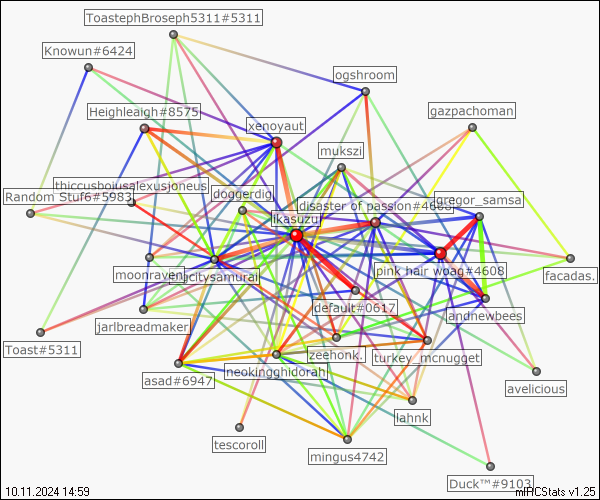 ToastephBroseph5311#5311
Knowun#6424
ogshroom
Heighleaigh#8575
gazpachoman
xenoyaut
mukszi
thiccusboiusalexusjoneus
Random Stuf6#5983
doggerdig
gregor_samsa
disaster of passion#4663
ikasuzu
moonraven
bigcitysamurai
pink hair woag#4608
facadas.
jarlbreadmaker
default#0617
landnewbees
Toast#5311
zeehonk.
turkey_mcnugget
asad#6947
neokingghidorah
avelicious
lahnk
tescoroll
mingus4742
Duck™#9103
10.11.2024 14:59
mIRCStats v1.25